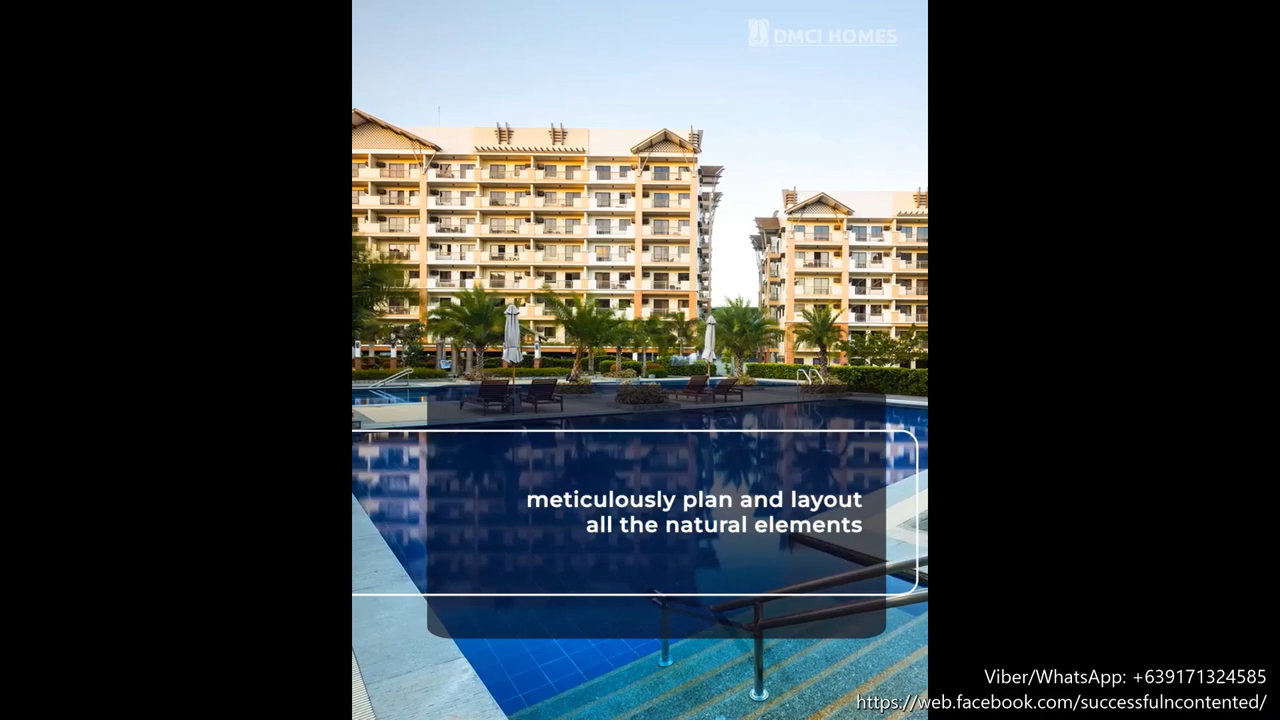 DMCI HOMES
meticulously plan and layout
all the natural elements
Viber/WhatsApp: +639171324585
https://web.facebook.com/successfulncontented/